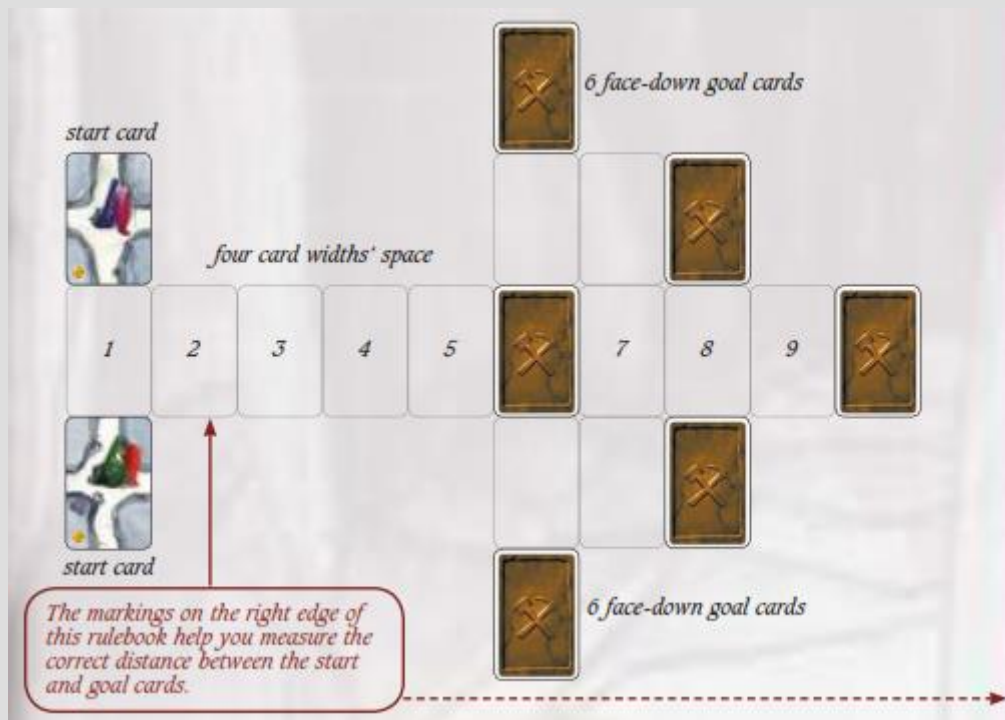 6 face-down goal cards
start card
four card widths' space
1 2 3 4 5 7 8 9
start card
6 face-down goal cards
The markings on the right edge of
this rulebook help you measure the
correct distance between the start
and goal cards.